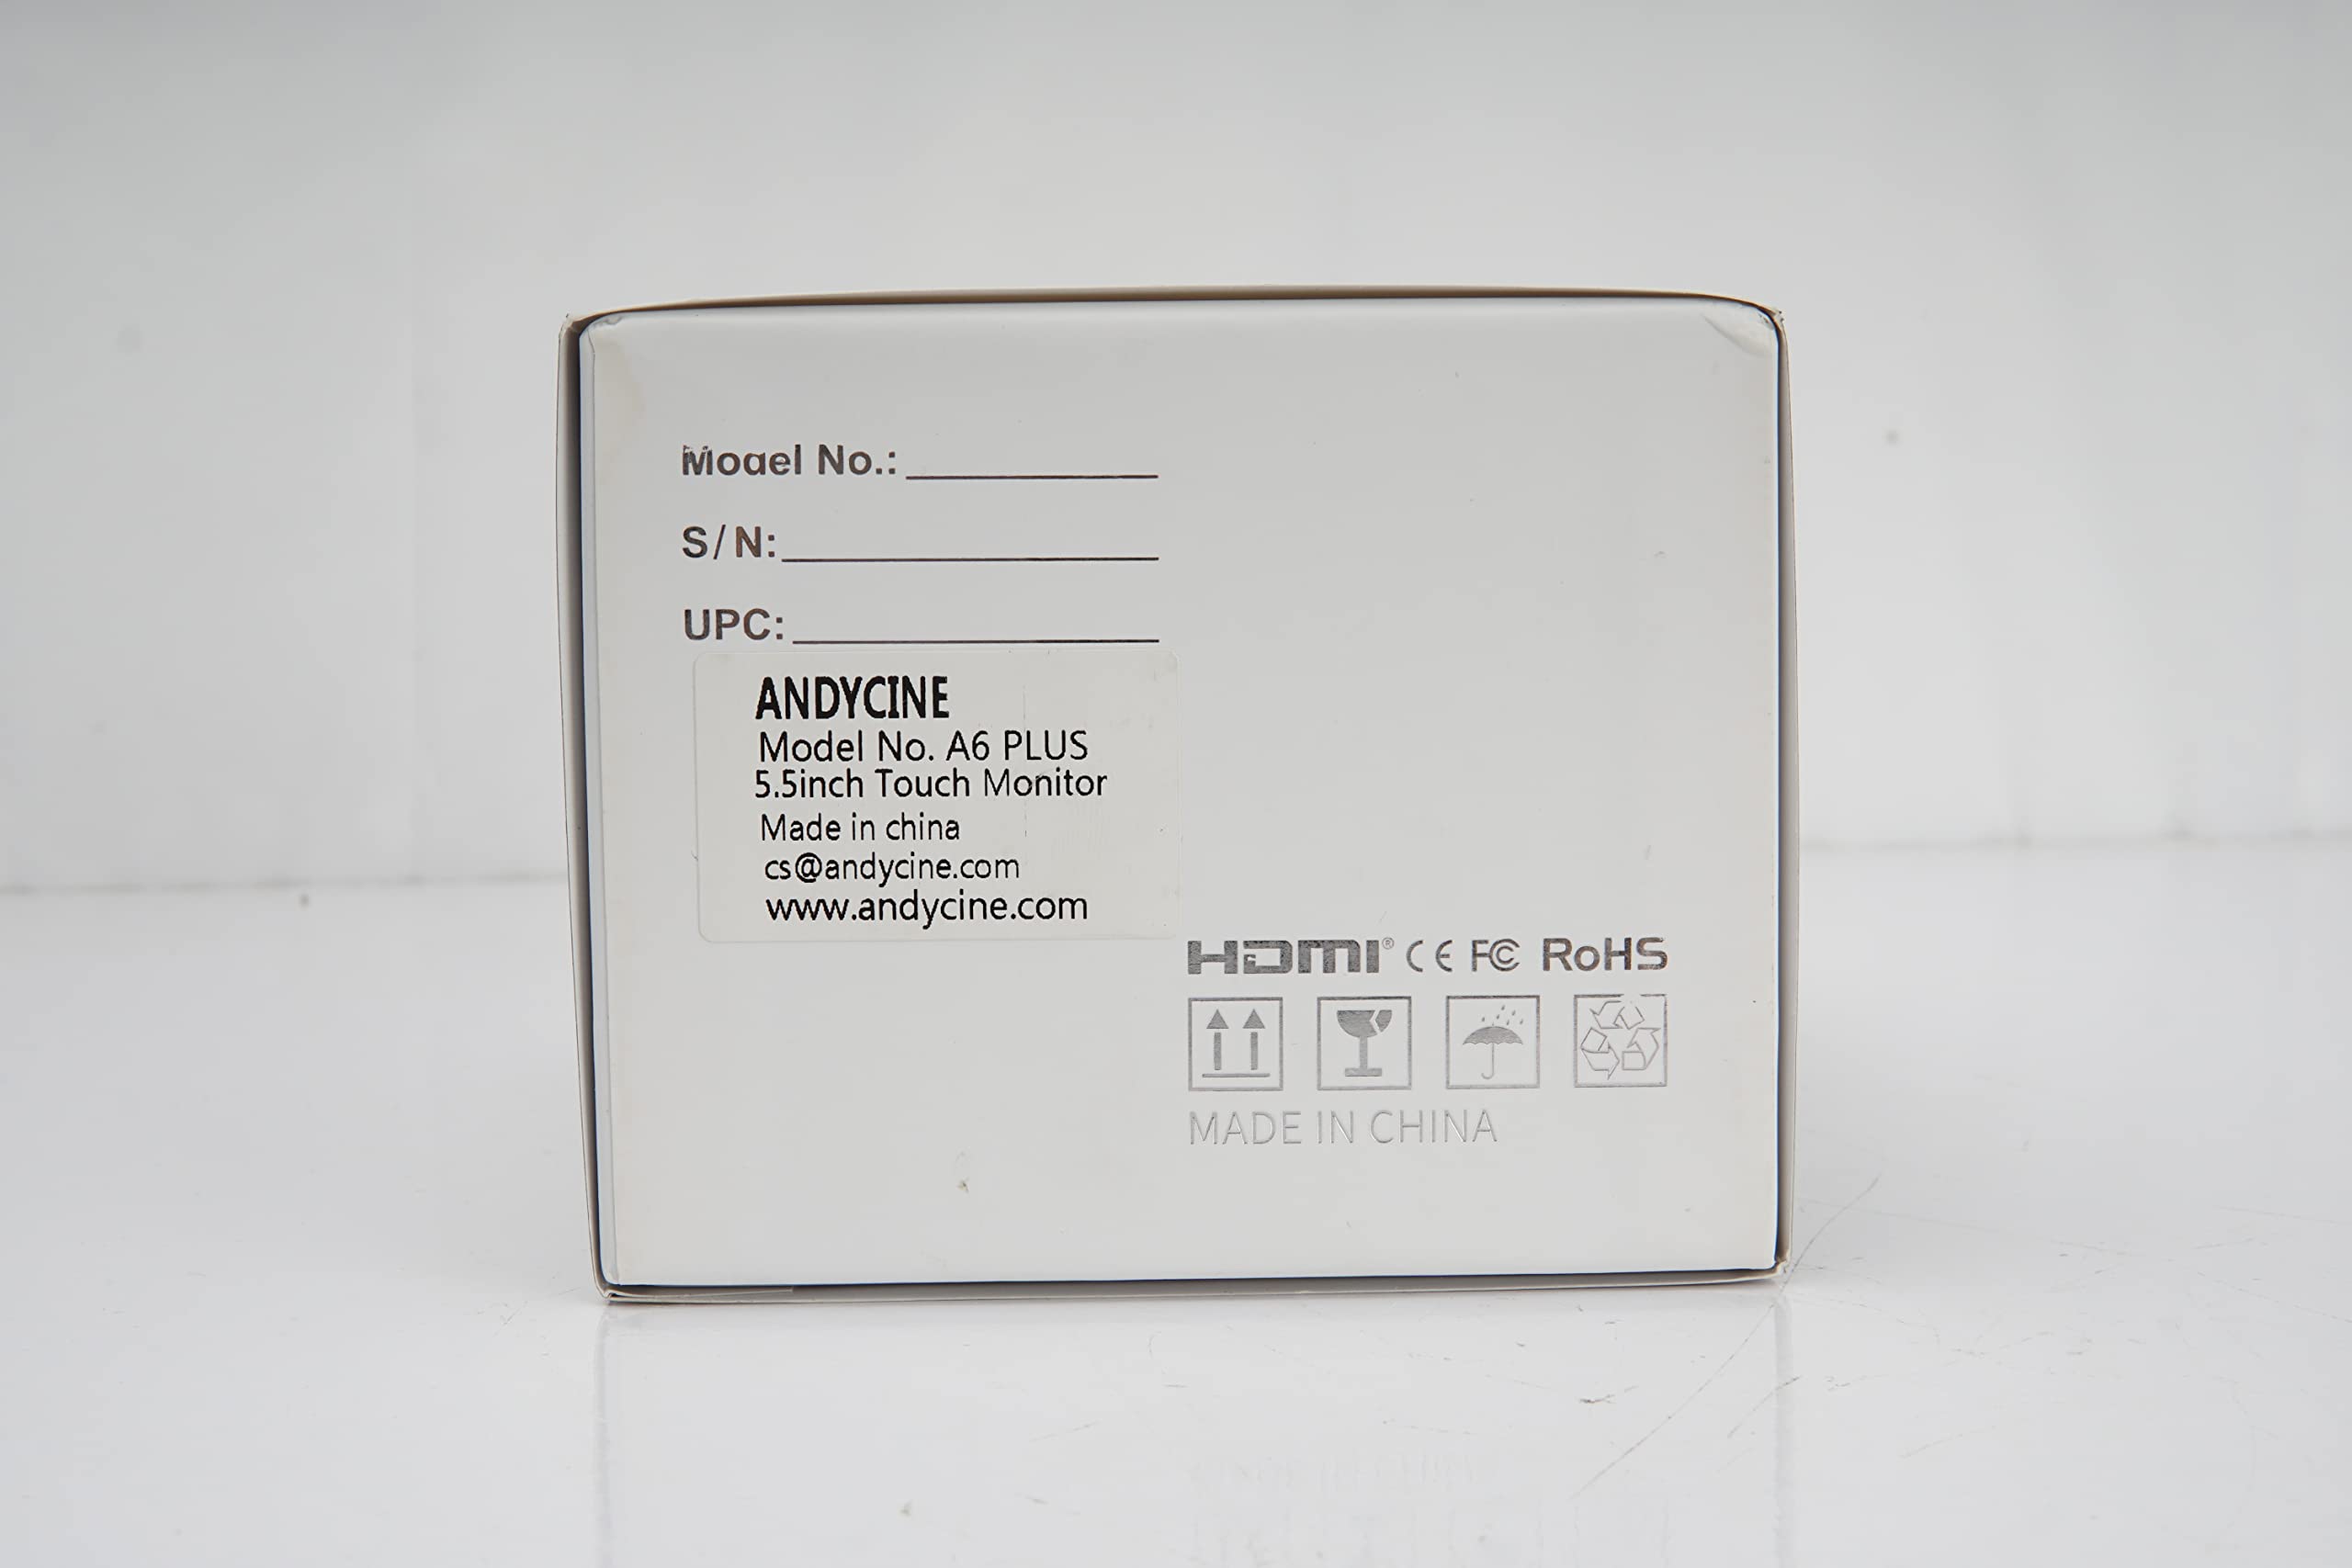 Model No.:
S/N:
UPC:
ANDYCINE
Model No. A6 PLUS
5.5inch Touch Monitor
Made in china
cs@andycine.com
www.andycine.com
HDMI® CE FC RoHS
MADE IN CHINA